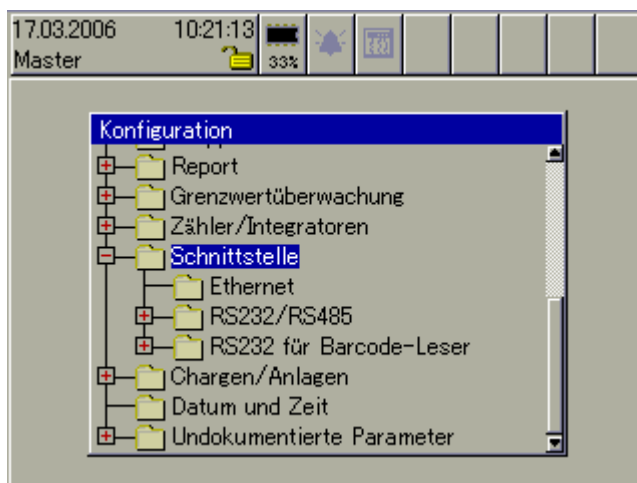 17.03.2006 10:21:13
Master
33%
Konfiguration
Report
Grenzwertüberwachung
Zähler/Integratoren
Schnittstelle
Ethernet
RS232/RS485
RS232 für Barcode-Leser
Chargen/Anlagen
Datum und Zeit
Undokumentierte Parameter